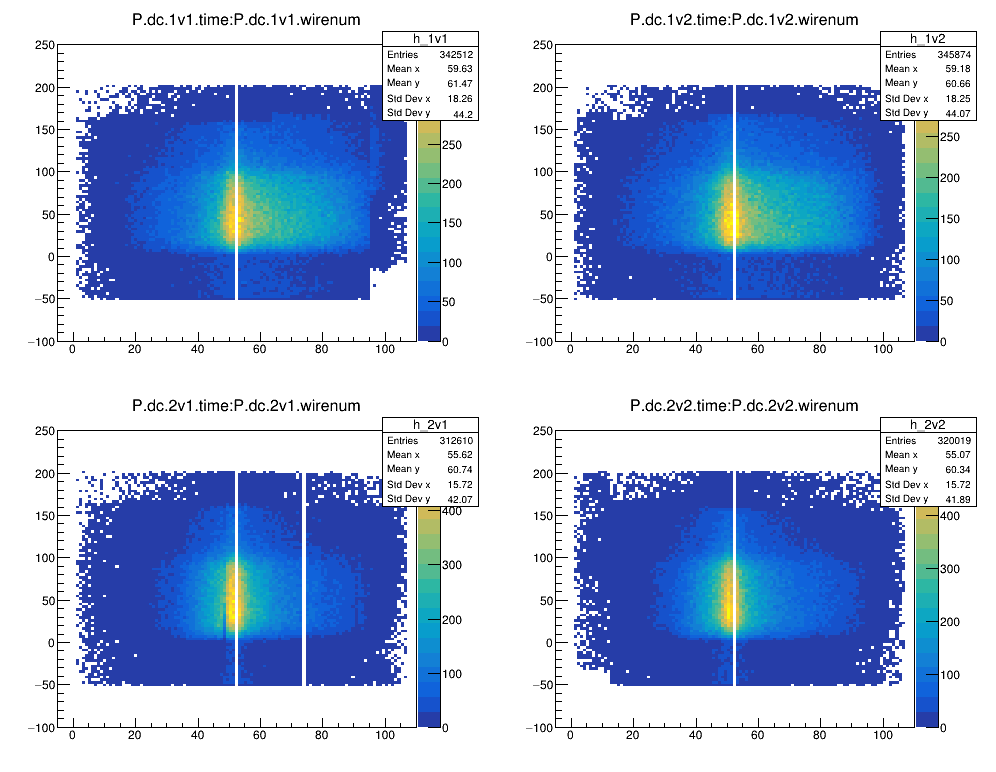 P.dc.1v1.time:P.dc.1v1.wirenum
h_1v1
Entries 342512
Mean x 59.63
Mean y 61.47
Std Dev x 18.26
Std Dev y 44.2
250
200
150
100
50
0
−50
−100
0 20 40 60 80 100
250
200
150
100
50
0
P.dc.1v2.time:P.dc.1v2.wirenum
h_1v2
Entries 345874
Mean x 59.18
Mean y 60.66
Std Dev x 18.25
Std Dev y 44.07
250
200
150
100
50
0
−50
−100
0 20 40 60 80 100
250
200
150
100
50
0
P.dc.2v1.time:P.dc.2v1.wirenum
h_2v1
Entries 312610
Mean x 55.62
Mean y 60.74
Std Dev x 15.72
Std Dev y 42.07
250
200
150
100
50
0
−50
−100
0 20 40 60 80 100
400
300
200
100
0
P.dc.2v2.time:P.dc.2v2.wirenum
h_2v2
Entries 320019
Mean x 55.07
Mean y 60.34
Std Dev x 15.72
Std Dev y 41.89
250
200
150
100
50
0
−50
−100
0 20 40 60 80 100
400
300
200
100
0